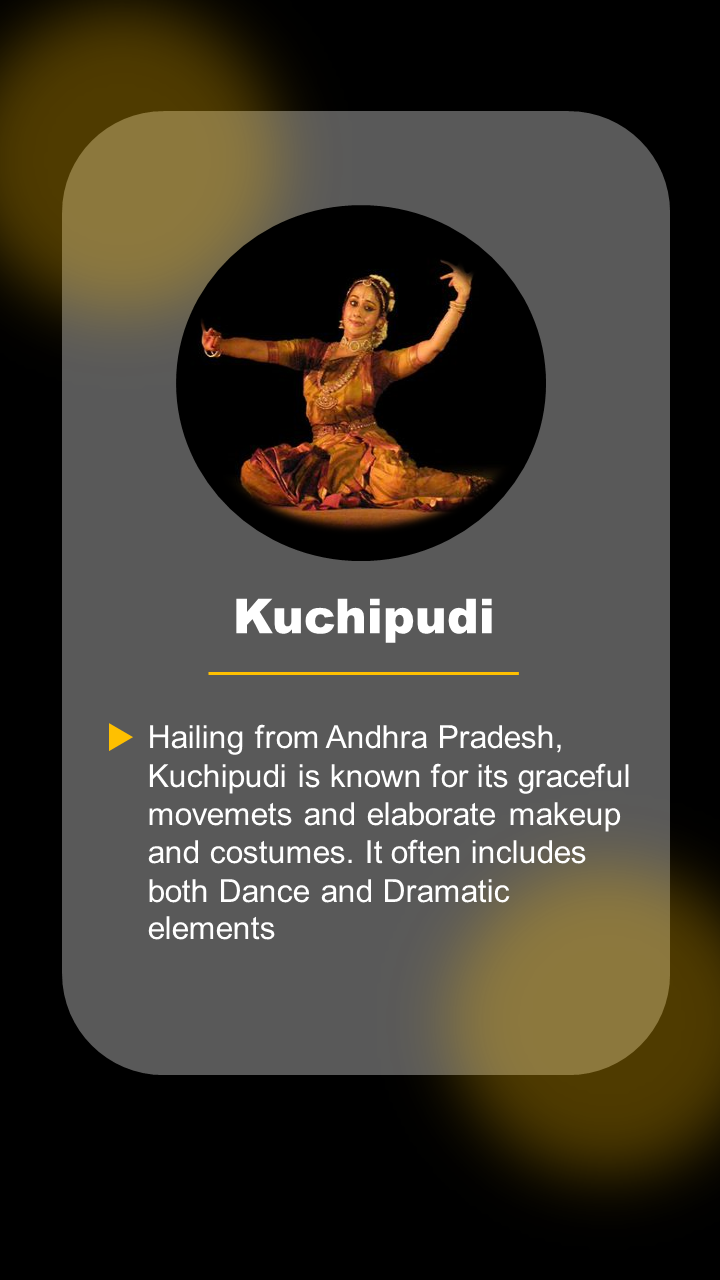 Kuchipudi
Hailing from Andhra Pradesh,
Kuchipudi is known for its graceful
movemets and elaborate makeup
and costumes. It often includes
both Dance and Dramatic
elements